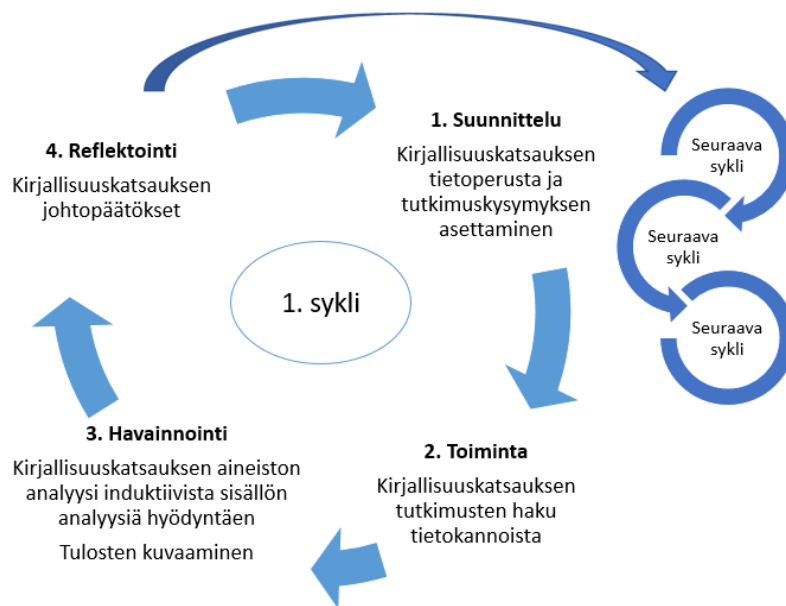 1. Suunnittelu
Kirjallisuuskatsauksen
tietoperusta ja
tutkimuskysymyksen
asettaminen
2. Toiminta
Kirjallisuuskatsauksen
tutkimusten haku
tietokannoista
3. Havainnointi
Kirjallisuuskatsauksen aineiston
analyysi induktiivista sisällön
analyysiä hyödyntäen
Tulosten kuvaaminen
4. Reflektointi
Kirjallisuuskatsauksen
johtopäätökset
1. sykli
Seuraava
sykli
Seuraava
sykli
Seuraava
sykli